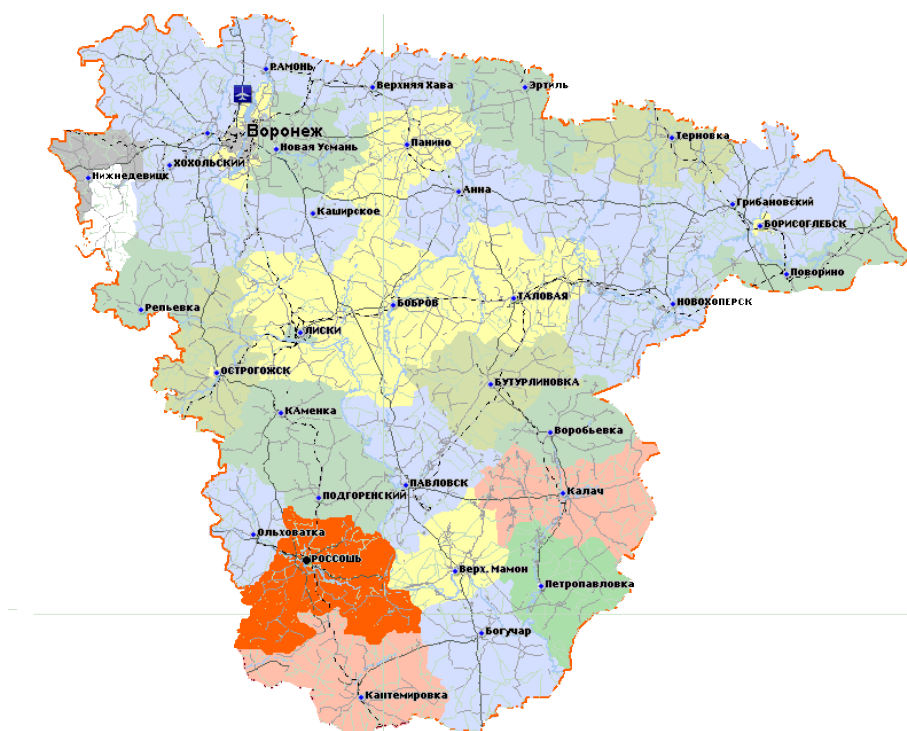 РАМОНЬ
Верхняя Хава
Эртиль
Воронеж
Новая Усмань
Панино
Терновка
ХОХОЛЬСКИЙ
Нижнедевицк
Анна
Каширское
Грибановский
БОРИСОГЛЕБСК
Поворино
Репьевка
БОБРОВ
ТАЛОВАЯ
НОВОХОПЕРСК
ЛИСКИ
ОСТРОГОЖСК
БУТУРЛИНОВКА
КАменка
Воробьевка
ПАВЛОВСК
Калач
ПОДГОРЕНСКИЙ
Ольховатка
РОССОШЬ
Верх. Мамон
Петропавловка
Богучар
Кантемировка